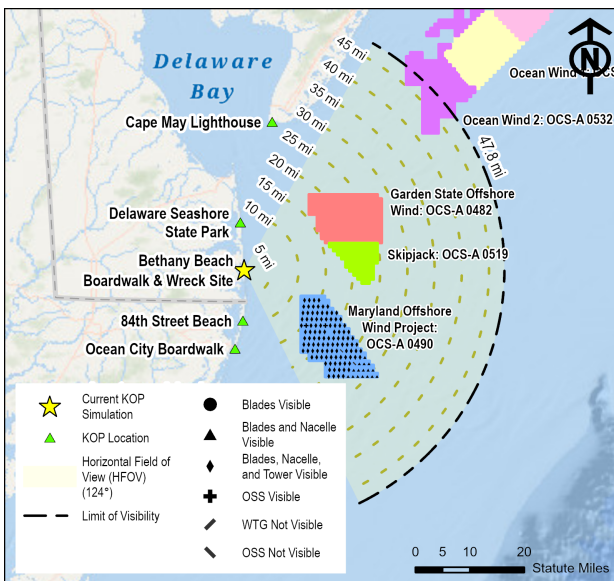 Delaware
Bay
N
45 mi
40 mi
35 mi
30 mi
25 mi
20 mi
15 mi
10 mi
5 mi
47.8 mi
Ocean Wind
Ocean Wind 2: OCS-A 0532
Cape May Lighthouse
Garden State Offshore
Wind: OCS-A 0482
Delaware Seashore
State Park
Skipjack: OCS-A 0519
Bethany Beach
Boardwalk & Wreck Site
Maryland Offshore
Wind Project:
OCS-A 0490
84th Street Beach
Ocean City Boardwalk
Current KOP
Simulation
KOP Location
Horizontal Field of
View (HFOV)
(124°)
Limit of Visibility
Blades Visible
Blades and Nacelle
Visible
Blades, Nacelle,
and Tower Visible
OSS Visible
WTG Not Visible
OSS Not Visible
0 5 10 20
Statute Miles